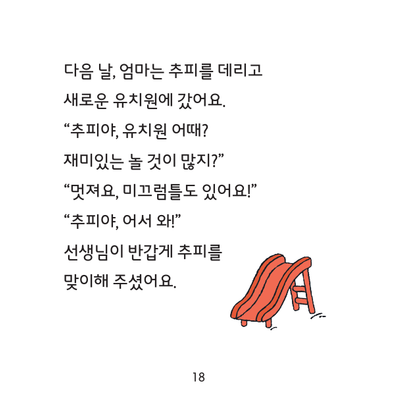 다음 날, 엄마는 추피를 데리고
새로운 유치원에 갔어요.
“추피야, 유치원 어때?
재미있는 놀 것이 많지?”
“멋져요, 미끄럼틀도 있어요!”
“추피야, 어서 와!”
선생님이 반갑게 추피를
맞이해 주셨어요.
18